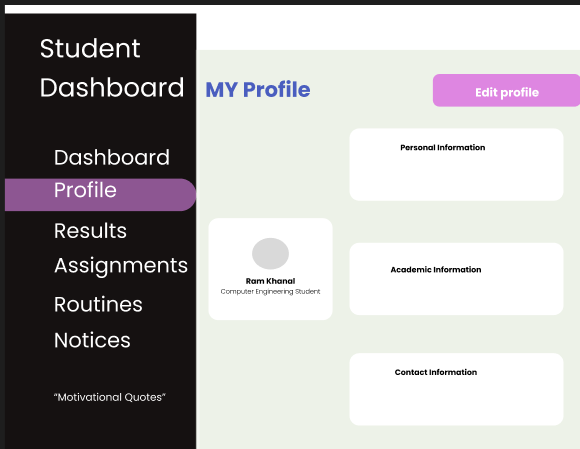 Student
Dashboard
Dashboard
Profile
Results
Assignments
Routines
Notices
“Motivational Quotes”
MY Profile
Edit profile
Ram Khanal
Computer Engineering Student
Personal Information
Academic Information
Contact Information